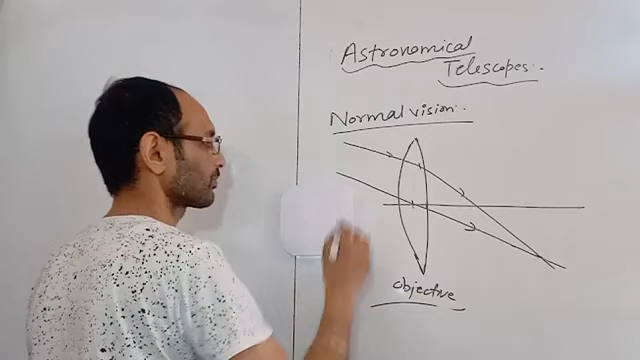 Astronomical
Telescopes:-
Normal vision:-
objective